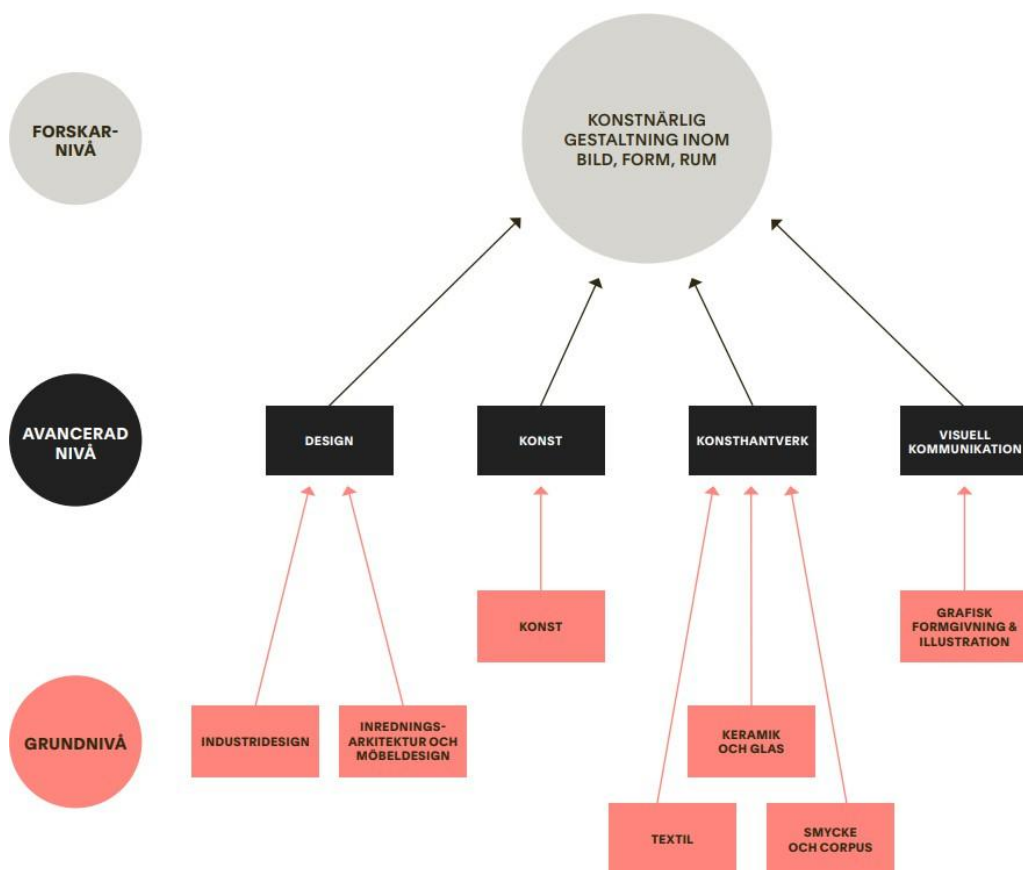 FORSKAR-
NIVÅ
KONSTNÄRLIG
GESTALTNING INOM
BILD, FORM, RUM
AVANCERAD
NIVÅ
DESIGN
KONST
KONSTHANTVERK
VISUELL
KOMMUNIKATION
KONST
GRAFISK
FORMGIVNING &
ILLUSTRATION
GRUNDNIVÅ
INDUSTRIDESIGN
INREDNINGS-
ARKITEKTUR OCH
MÖBELDESIGN
KERAMIK
OCH GLAS
TEXTIL
SMYCKE
OCH CORPUS